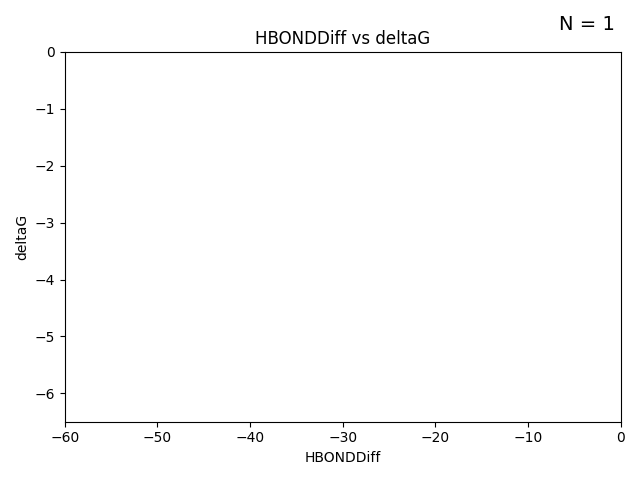 N = 1
HBONDDiff vs deltaG
0
−1
−2
−3
−4
−5
−6
deltaG
−60 −50 −40 −30 −20 −10 0
HBONDDiff